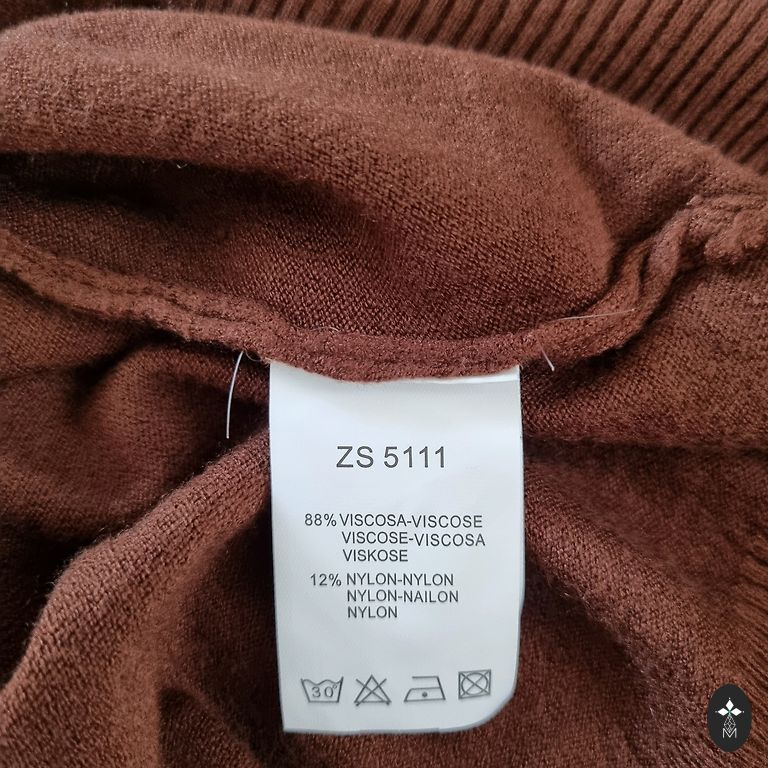 ZS 5111
88% VISCOSA-VISCOSE
VISCOSE-VISCOSA
VISKOSE
12% NYLON-NYLON
NYLON-NAILON
NYLON
30
M